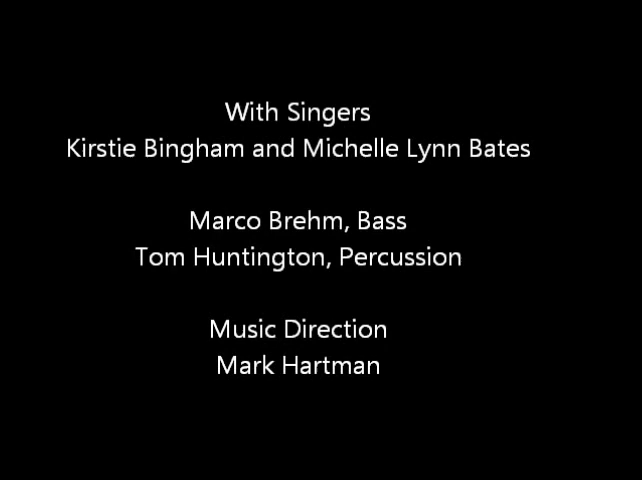 With Singers
Kirstie Bingham and Michelle Lynn Bates
Marco Brehm, Bass
Tom Huntington, Percussion
Music Direction
Mark Hartman